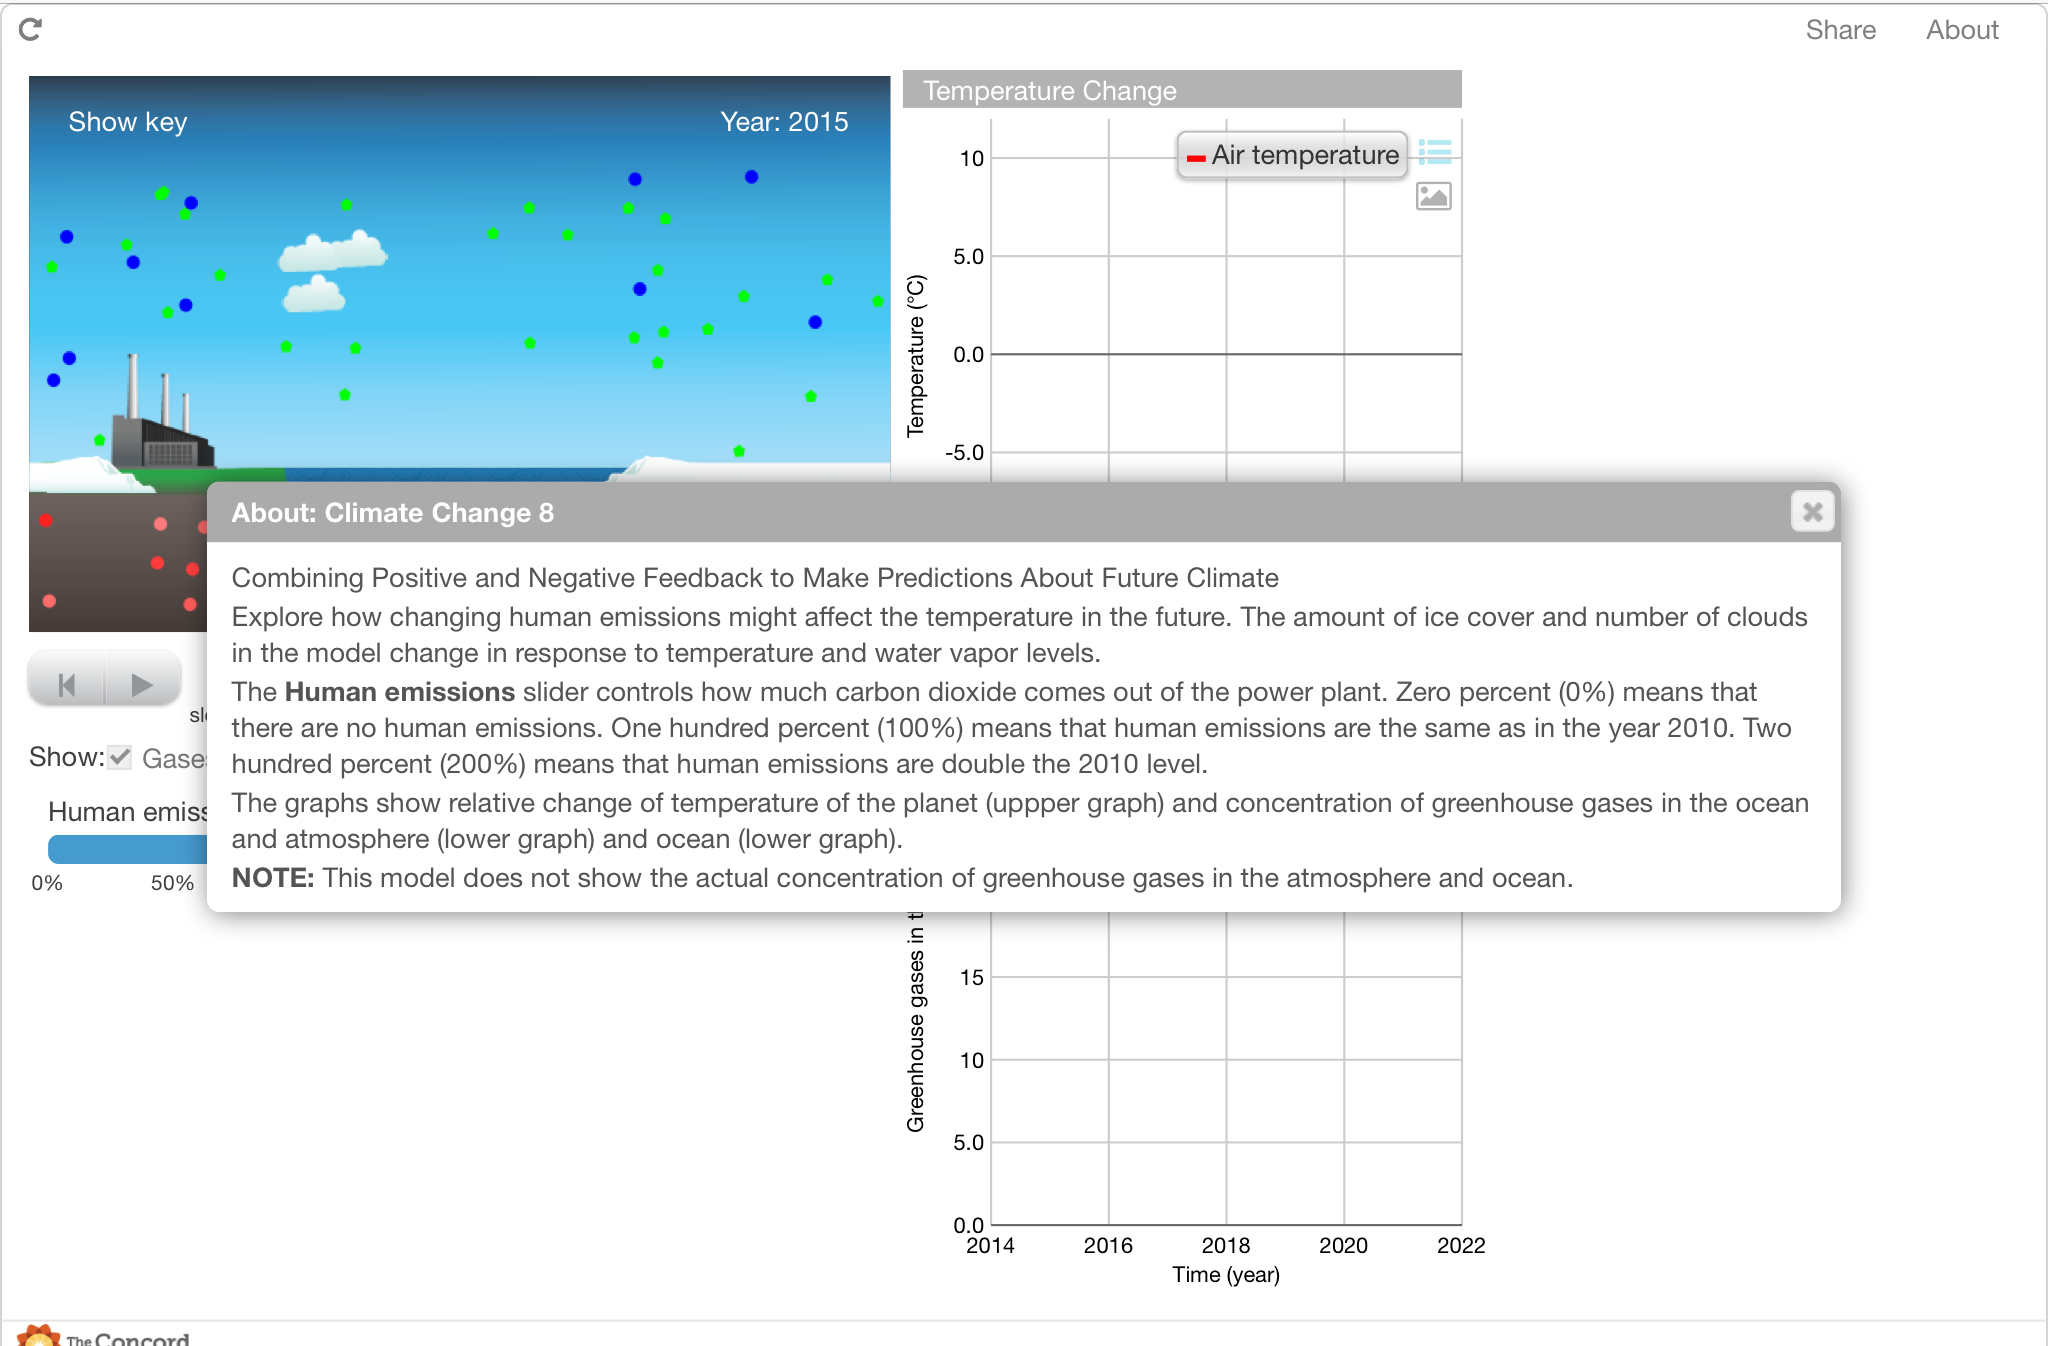 Share About
Show key Year: 2015
Temperature Change
Air temperature
10
5.0
0.0
-5.0
Temperature (°C)
About: Climate Change 8
Combining Positive and Negative Feedback to Make Predictions About Future Climate
Explore how changing human emissions might affect the temperature in the future. The amount of ice cover and number of clouds
in the model change in response to temperature and water vapor levels.
The Human emissions slider controls how much carbon dioxide comes out of the power plant. Zero percent (0%) means that
there are no human emissions. One hundred percent (100%) means that human emissions are the same as in the year 2010. Two
hundred percent (200%) means that human emissions are double the 2010 level.
The graphs show relative change of temperature of the planet (uppper graph) and concentration of greenhouse gases in the ocean
and atmosphere (lower graph) and ocean (lower graph).
NOTE: This model does not show the actual concentration of greenhouse gases in the atmosphere and ocean.
Show: Gases
Human emiss
0% 50%
Greenhouse gases in t
15
10
5.0
0.0
2014 2016 2018 2020 2022
Time (year)
The Concord